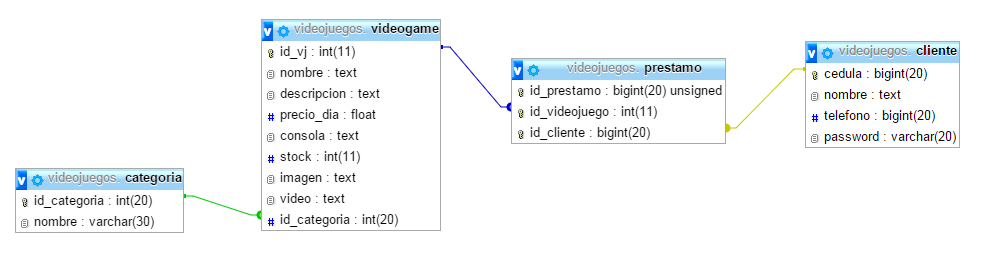 videojuegos. videogame
id_vj : int(11)
nombre : text
descripcion : text
precio_dia : float
consola : text
stock : int(11)
imagen : text
video : text
id_categoria : int(20)
videojuegos. prestamo
id_prestamo : bigint(20) unsigned
id_videojuego : int(11)
id_cliente : bigint(20)
videojuegos. cliente
cedula : bigint(20)
nombre : text
telefono : bigint(20)
password : varchar(20)
videojuegos. categoria
id_categoria : int(20)
nombre : varchar(30)